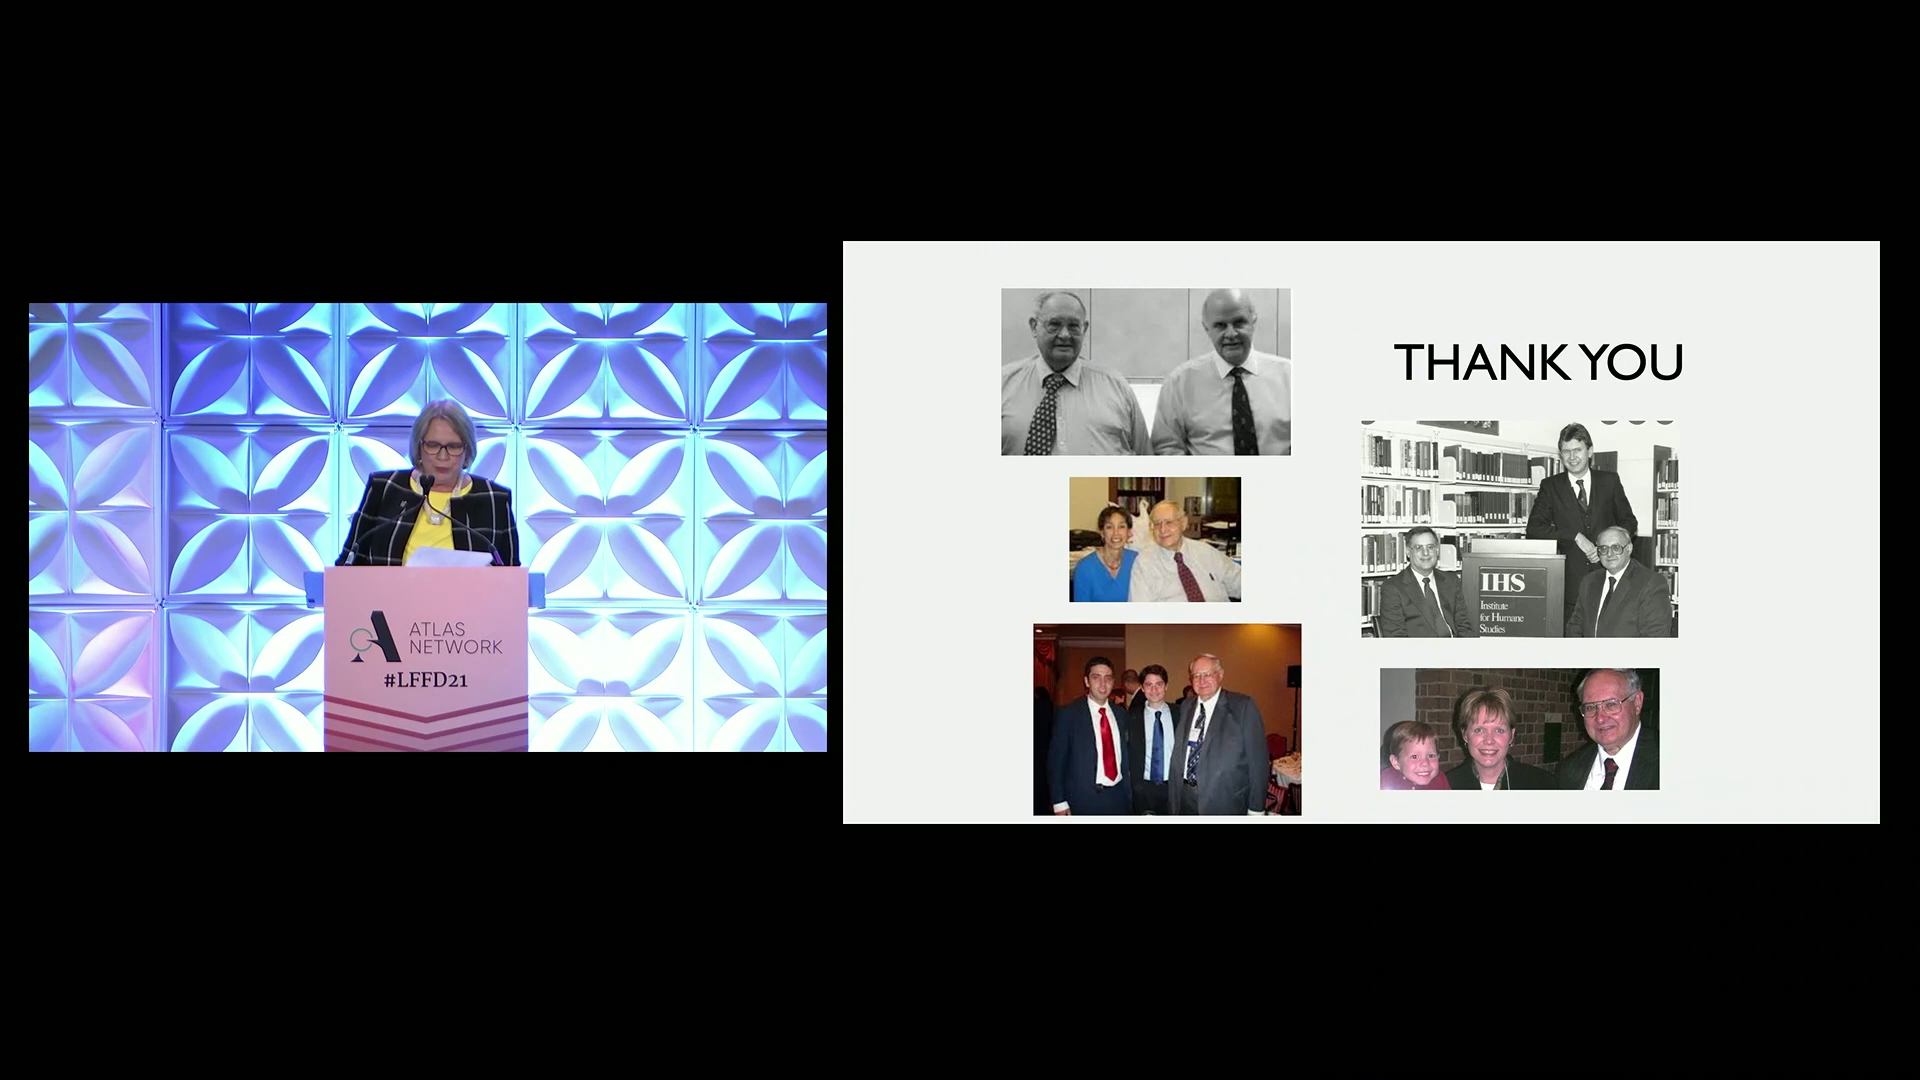 ATLAS
NETWORK
#LFFD21
THANK YOU
IHS
Institute
for Humane
Studies